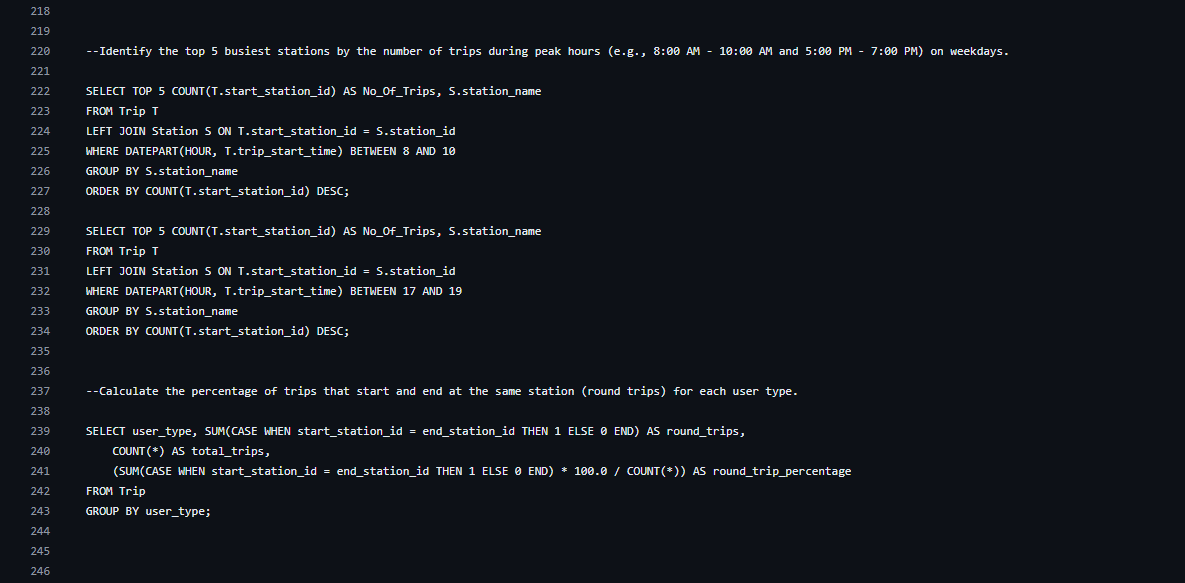 218
219
220 --Identify the top 5 busiest stations by the number of trips during peak hours (e.g., 8:00 AM - 10:00 AM and 5:00 PM - 7:00 PM) on weekdays.
221
222 SELECT TOP 5 COUNT(T.start_station_id) AS No_Of_Trips, S.station_name
223 FROM Trip T
224 LEFT JOIN Station S ON T.start_station_id = S.station_id
225 WHERE DATEPART(HOUR, T.trip_start_time) BETWEEN 8 AND 10
226 GROUP BY S.station_name
227 ORDER BY COUNT(T.start_station_id) DESC;
228
229 SELECT TOP 5 COUNT(T.start_station_id) AS No_Of_Trips, S.station_name
230 FROM Trip T
231 LEFT JOIN Station S ON T.start_station_id = S.station_id
232 WHERE DATEPART(HOUR, T.trip_start_time) BETWEEN 17 AND 19
233 GROUP BY S.station_name
234 ORDER BY COUNT(T.start_station_id) DESC;
235
236
237 --Calculate the percentage of trips that start and end at the same station (round trips) for each user type.
238
239 SELECT user_type, SUM(CASE WHEN start_station_id = end_station_id THEN 1 ELSE 0 END) AS round_trips,
240 COUNT(*) AS total_trips,
241 (SUM(CASE WHEN start_station_id = end_station_id THEN 1 ELSE 0 END) * 100.0 / COUNT(*)) AS round_trip_percentage
242 FROM Trip
243 GROUP BY user_type;
244
245
246